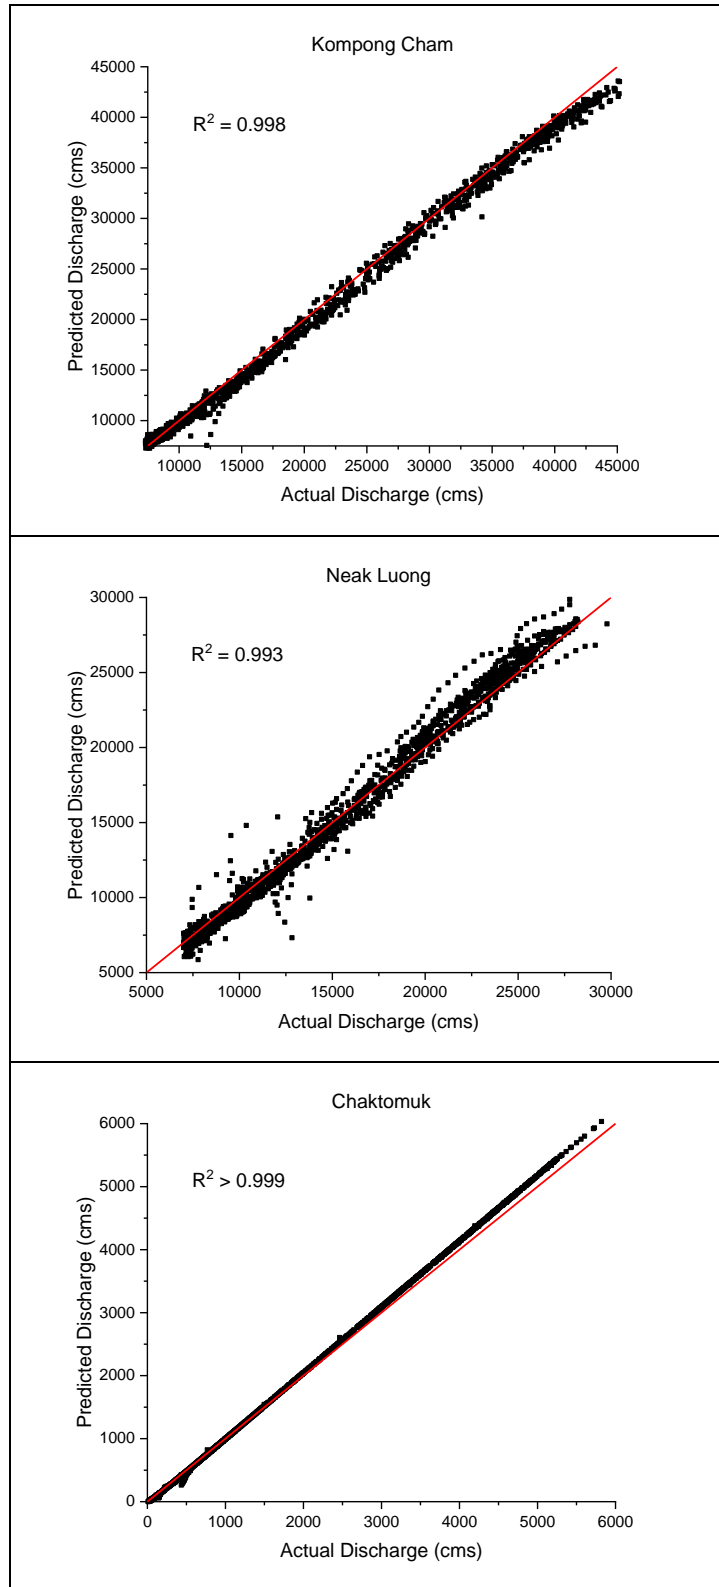 Kompong Cham
45000
40000
35000
30000
25000
20000
15000
10000
R² = 0.998
Predicted Discharge (cms)
10000 15000 20000 25000 30000 35000 40000 45000
Actual Discharge (cms)
Neak Luong
30000
25000
20000
15000
10000
5000
R² = 0.993
Predicted Discharge (cms)
5000 10000 15000 20000 25000 30000
Actual Discharge (cms)
Chaktomuk
6000
5000
4000
3000
2000
1000
0
R² > 0.999
Predicted Discharge (cms)
0 1000 2000 3000 4000 5000 6000
Actual Discharge (cms)